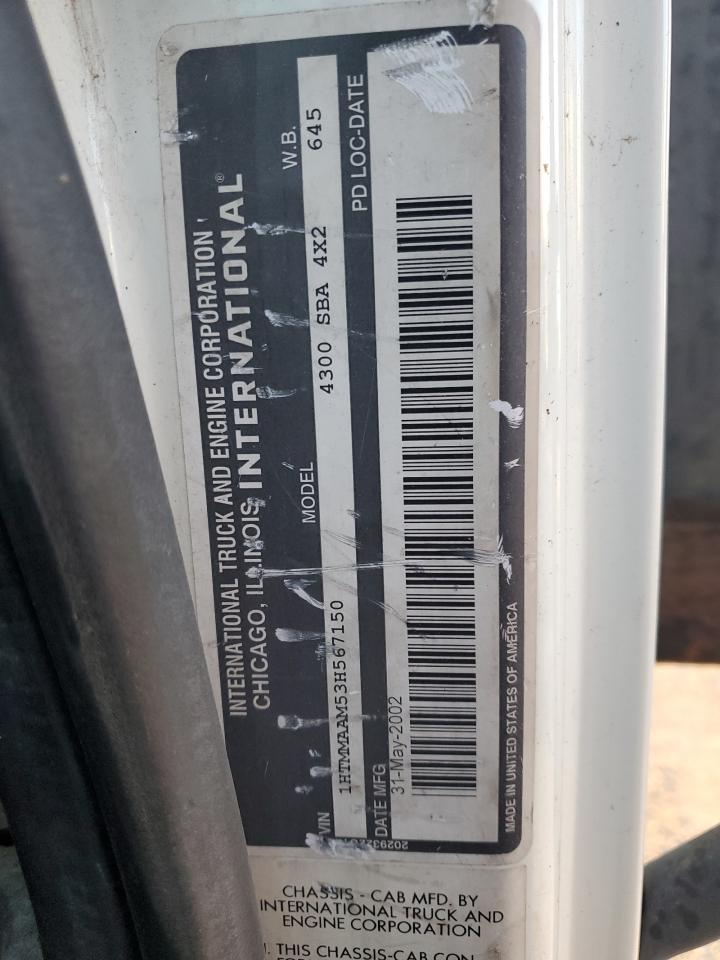 INTERNATIONAL TRUCK AND ENGINE CORPORATION
CHICAGO, ILLINOIS INTERNATIONAL®
VIN MODEL W.B.
1HTMMAAM53H567150 4300 SBA 4X2 645
DATE MFG PD LOC-DATE
31-May-2002
MADE IN UNITED STATES OF AMERICA
CHASSIS - CAB MFD. BY
INTERNATIONAL TRUCK AND
ENGINE CORPORATION
THIS CHASSIS-CAB CON